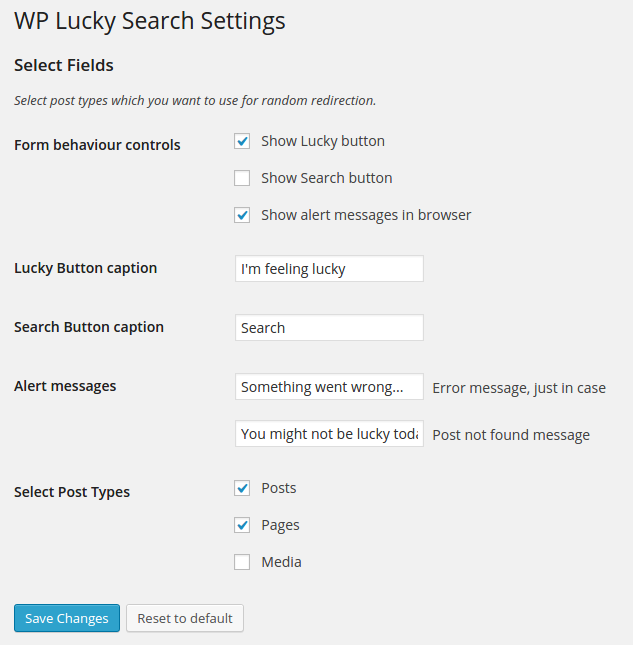 WP Lucky Search Settings
Select Fields
Select post types which you want to use for random redirection.
Form behaviour controls
Show Lucky button
Show Search button
Show alert messages in browser
Lucky Button caption
I'm feeling lucky
Search Button caption
Search
Alert messages
Something went wrong...
Error message, just in case
You might not be lucky toda
Post not found message
Select Post Types
Posts
Pages
Media
Save Changes
Reset to default